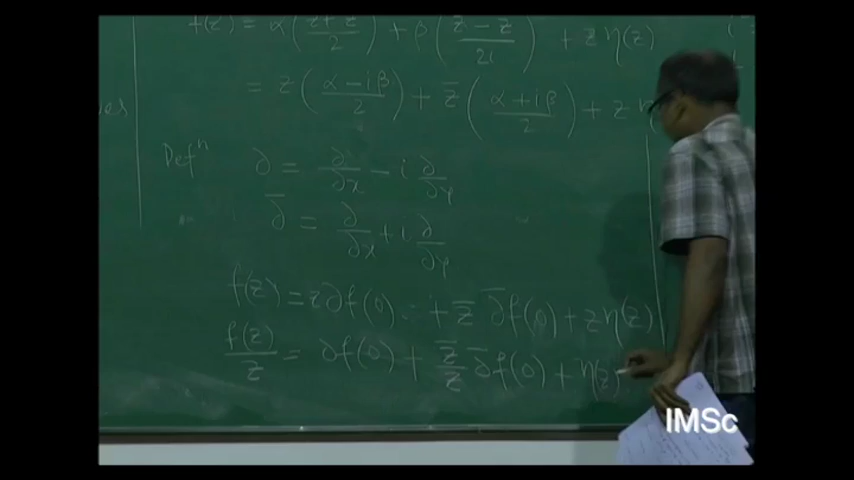 f(z) = α(z+z̅/2) + β(z−z̅/2i) + z η(z)
= z(α−iβ/2) + z̅(α+iβ/2) + z η
Defⁿ ∂ = ∂/∂x − i ∂/∂y
∂̅ = ∂/∂x + i ∂/∂y
f(z) = z∂f(0) + z̅ ∂̅f(0) + zη(z)
f(z)/z = ∂f(0) + z̅/z ∂̅f(0) + η(z)
IMSc